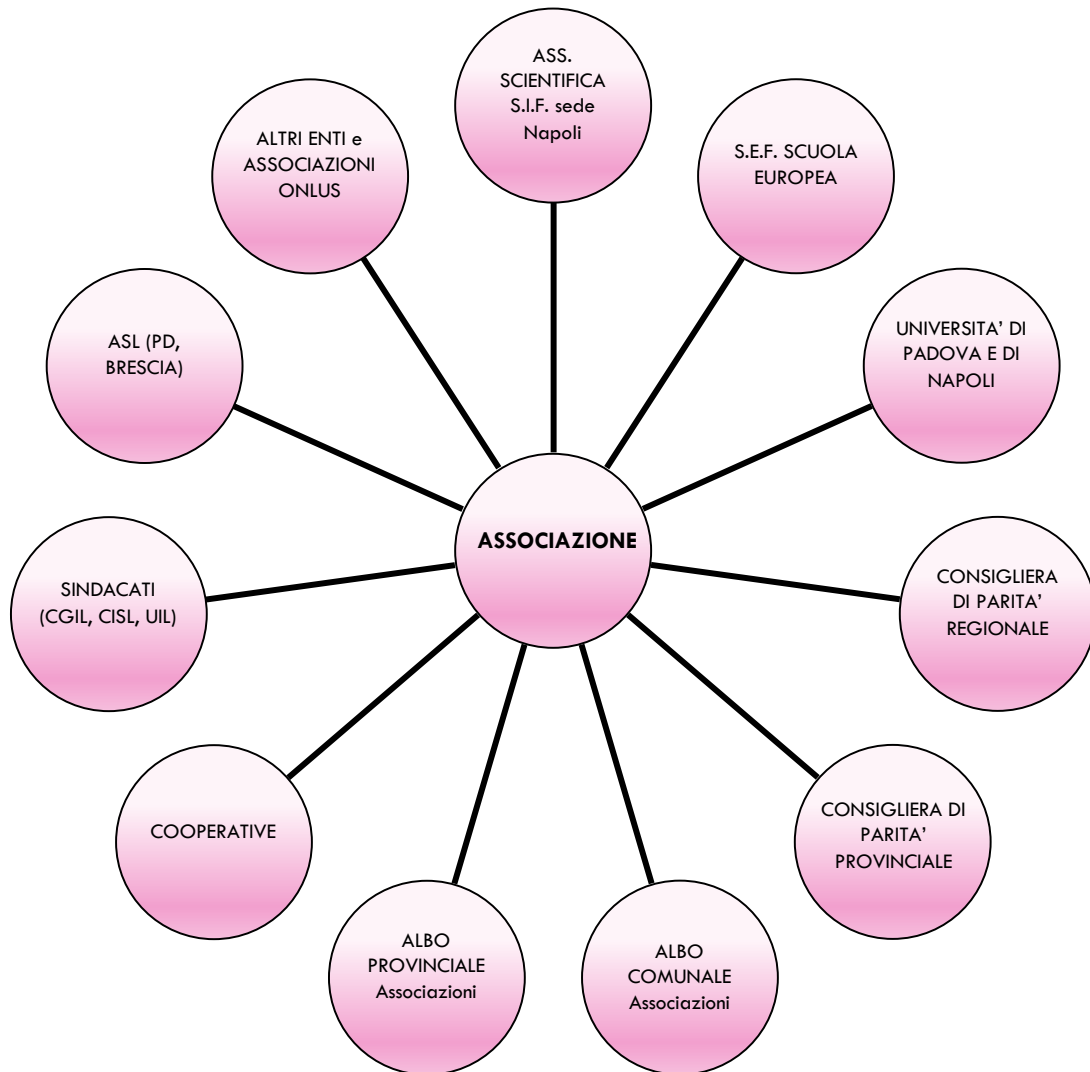 ASS.
SCIENTIFICA
S.I.F. sede
Napoli
ALTRI ENTI e
ASSOCIAZIONI
ONLUS
S.E.F. SCUOLA
EUROPEA
ASL (PD,
BRESCIA)
UNIVERSITA’ DI
PADOVA E DI
NAPOLI
ASSOCIAZIONE
SINDACATI
(CGIL, CISL, UIL)
CONSIGLIERA
DI PARITA’
REGIONALE
COOPERATIVE
CONSIGLIERA DI
PARITA’
PROVINCIALE
ALBO
PROVINCIALE
Associazioni
ALBO
COMUNALE
Associazioni